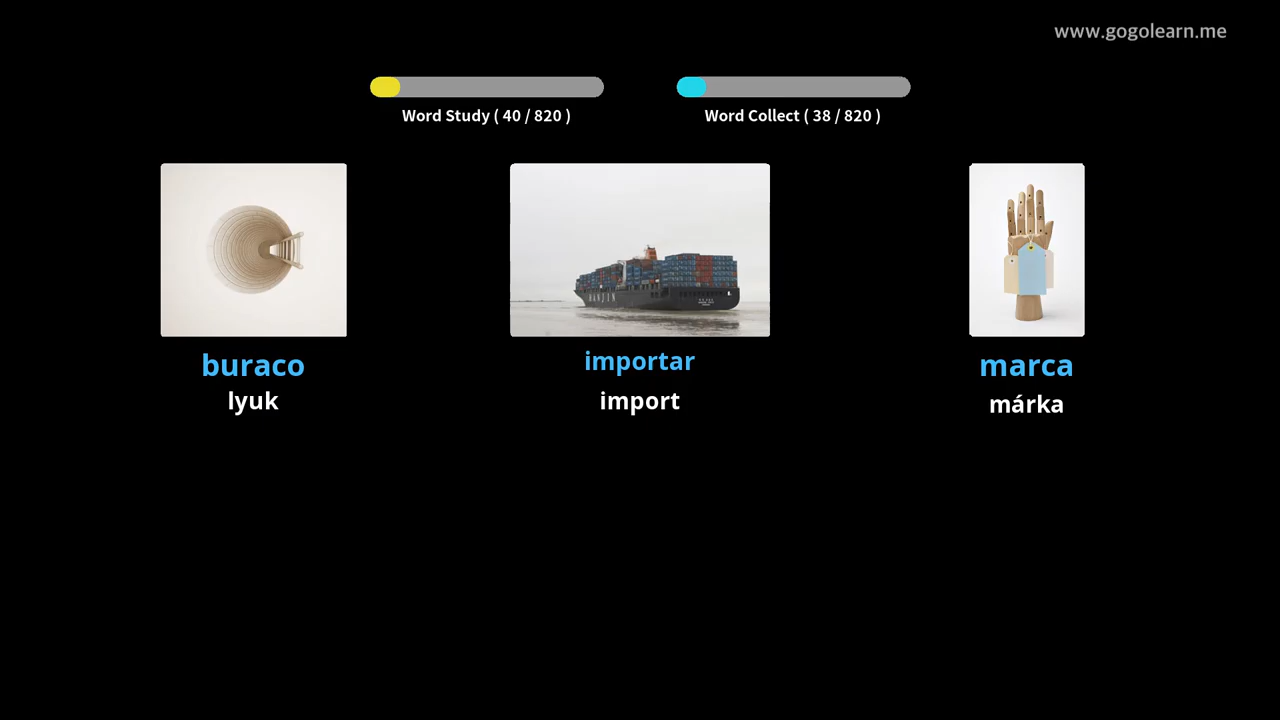 www.gogolearn.me
Word Study ( 40 / 820 )
Word Collect ( 38 / 820 )
buraco
importar
marca
lyuk
import
márka